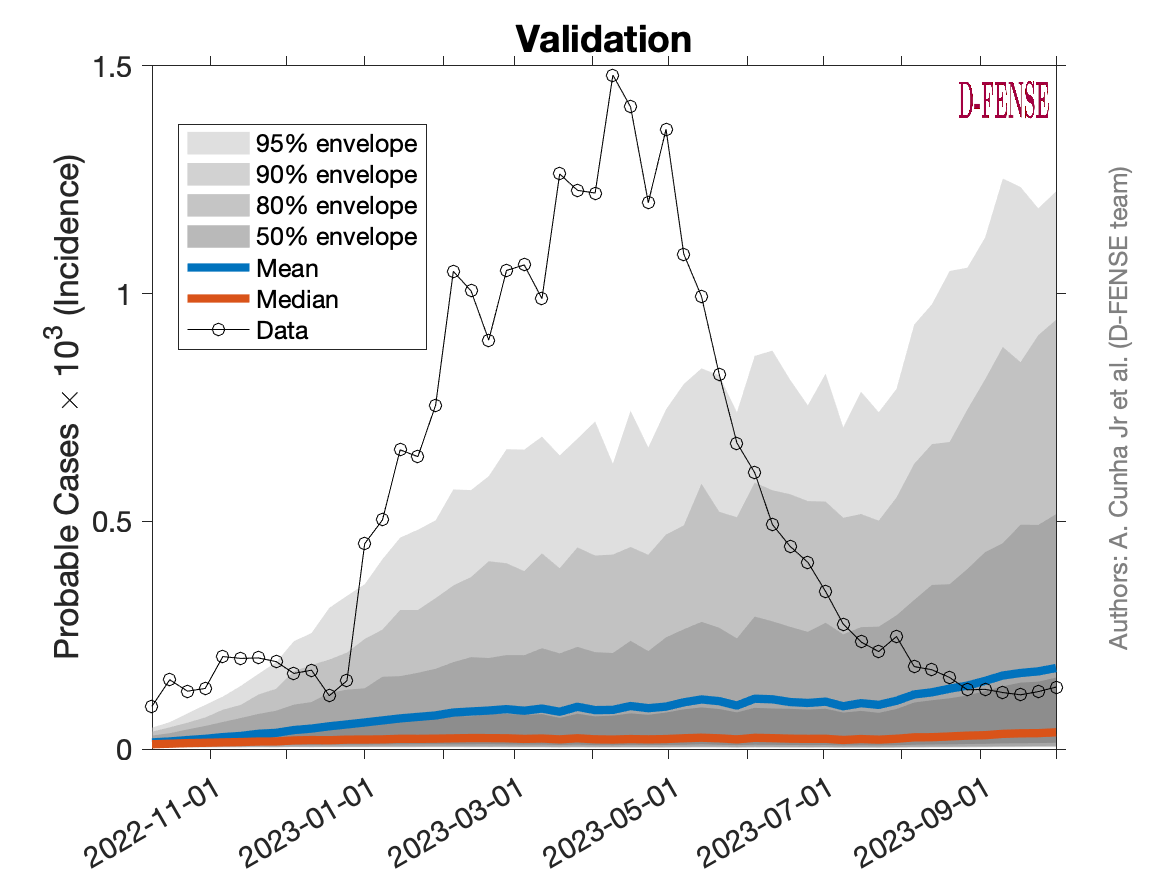 Validation
1.5
1
0.5
0
Probable Cases × 10³ (Incidence)
D-FENSE
95% envelope
90% envelope
80% envelope
50% envelope
Mean
Median
Data
2022-11-01
2023-01-01
2023-03-01
2023-05-01
2023-07-01
2023-09-01
Authors: A. Cunha Jr et al. (D-FENSE team)